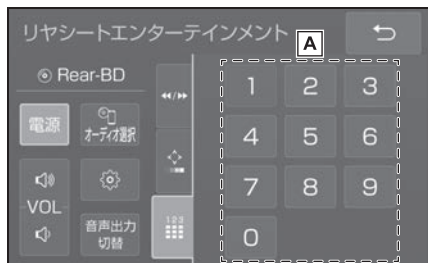 リヤシートエンターテインメント
A
Rear-BD
電源
オーディオ選択
VOL
音声出力
切替
123
1 2 3
4 5 6
7 8 9
0